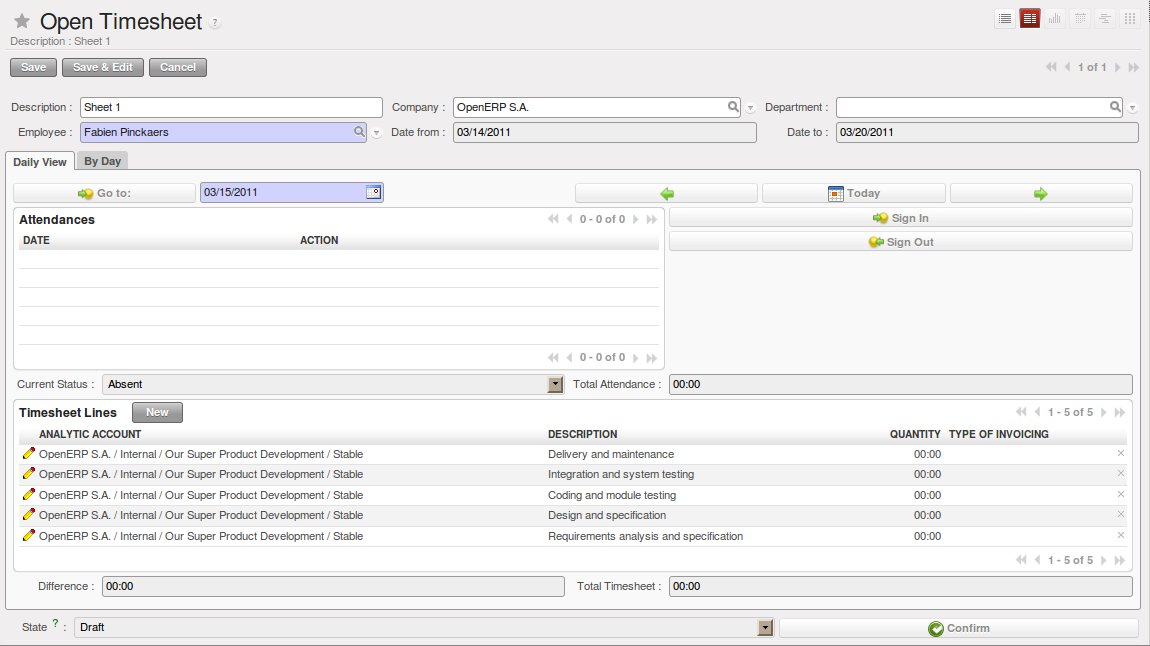 Open Timesheet ?
Description : Sheet 1
Save Save & Edit Cancel 1 of 1
Description : Sheet 1 Company : OpenERP S.A. Department :
Employee : Fabien Pinckaers Date from : 03/14/2011 Date to : 03/20/2011
Daily View By Day
Go to: 03/15/2011 Today
Attendances 0 - 0 of 0 Sign In
DATE ACTION Sign Out
0 - 0 of 0
Current Status : Absent Total Attendance : 00:00
Timesheet Lines New 1 - 5 of 5
ANALYTIC ACCOUNT DESCRIPTION QUANTITY TYPE OF INVOICING
OpenERP S.A. / Internal / Our Super Product Development / Stable Delivery and maintenance 00:00
OpenERP S.A. / Internal / Our Super Product Development / Stable Integration and system testing 00:00
OpenERP S.A. / Internal / Our Super Product Development / Stable Coding and module testing 00:00
OpenERP S.A. / Internal / Our Super Product Development / Stable Design and specification 00:00
OpenERP S.A. / Internal / Our Super Product Development / Stable Requirements analysis and specification 00:00
1 - 5 of 5
Difference : 00:00 Total Timesheet : 00:00
State ? : Draft Confirm